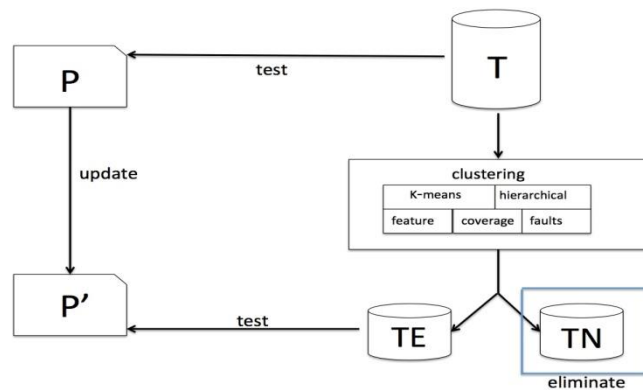 P
test
T
update
clustering
K-means hierarchical
feature coverage faults
P'
test
TE
TN
eliminate